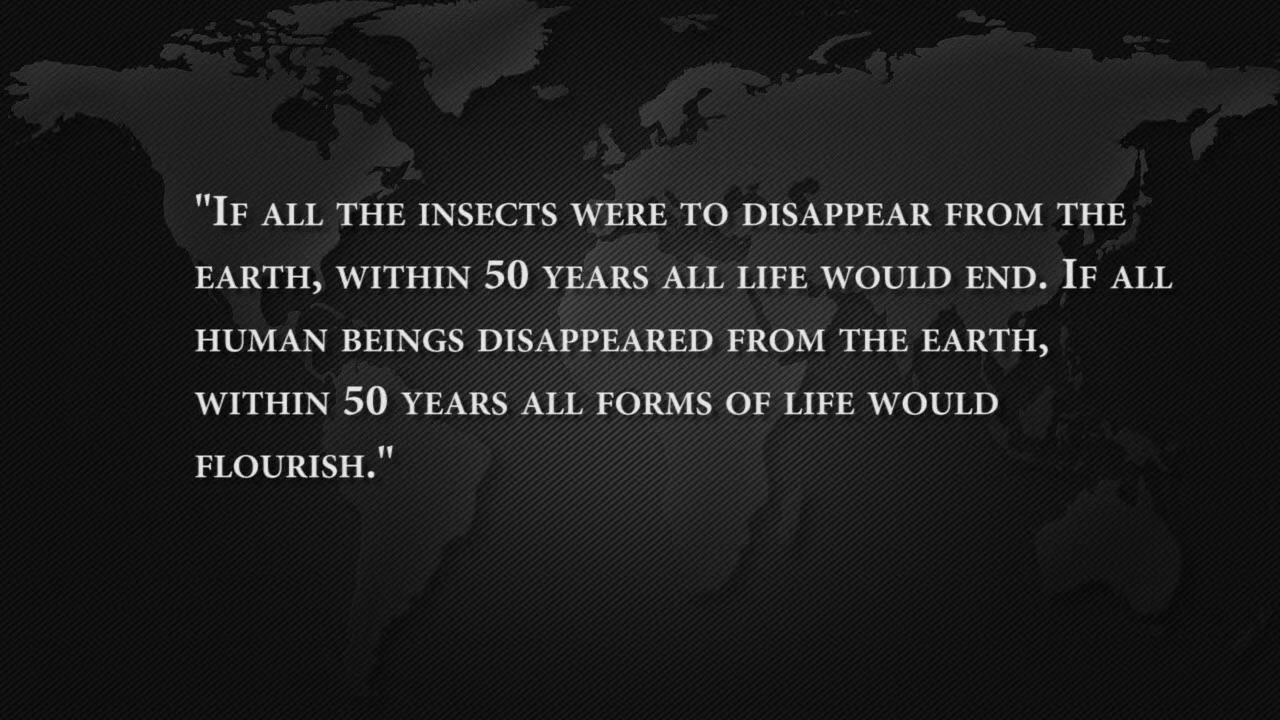 "If all the insects were to disappear from the
earth, within 50 years all life would end. If all
human beings disappeared from the earth,
within 50 years all forms of life would
flourish."